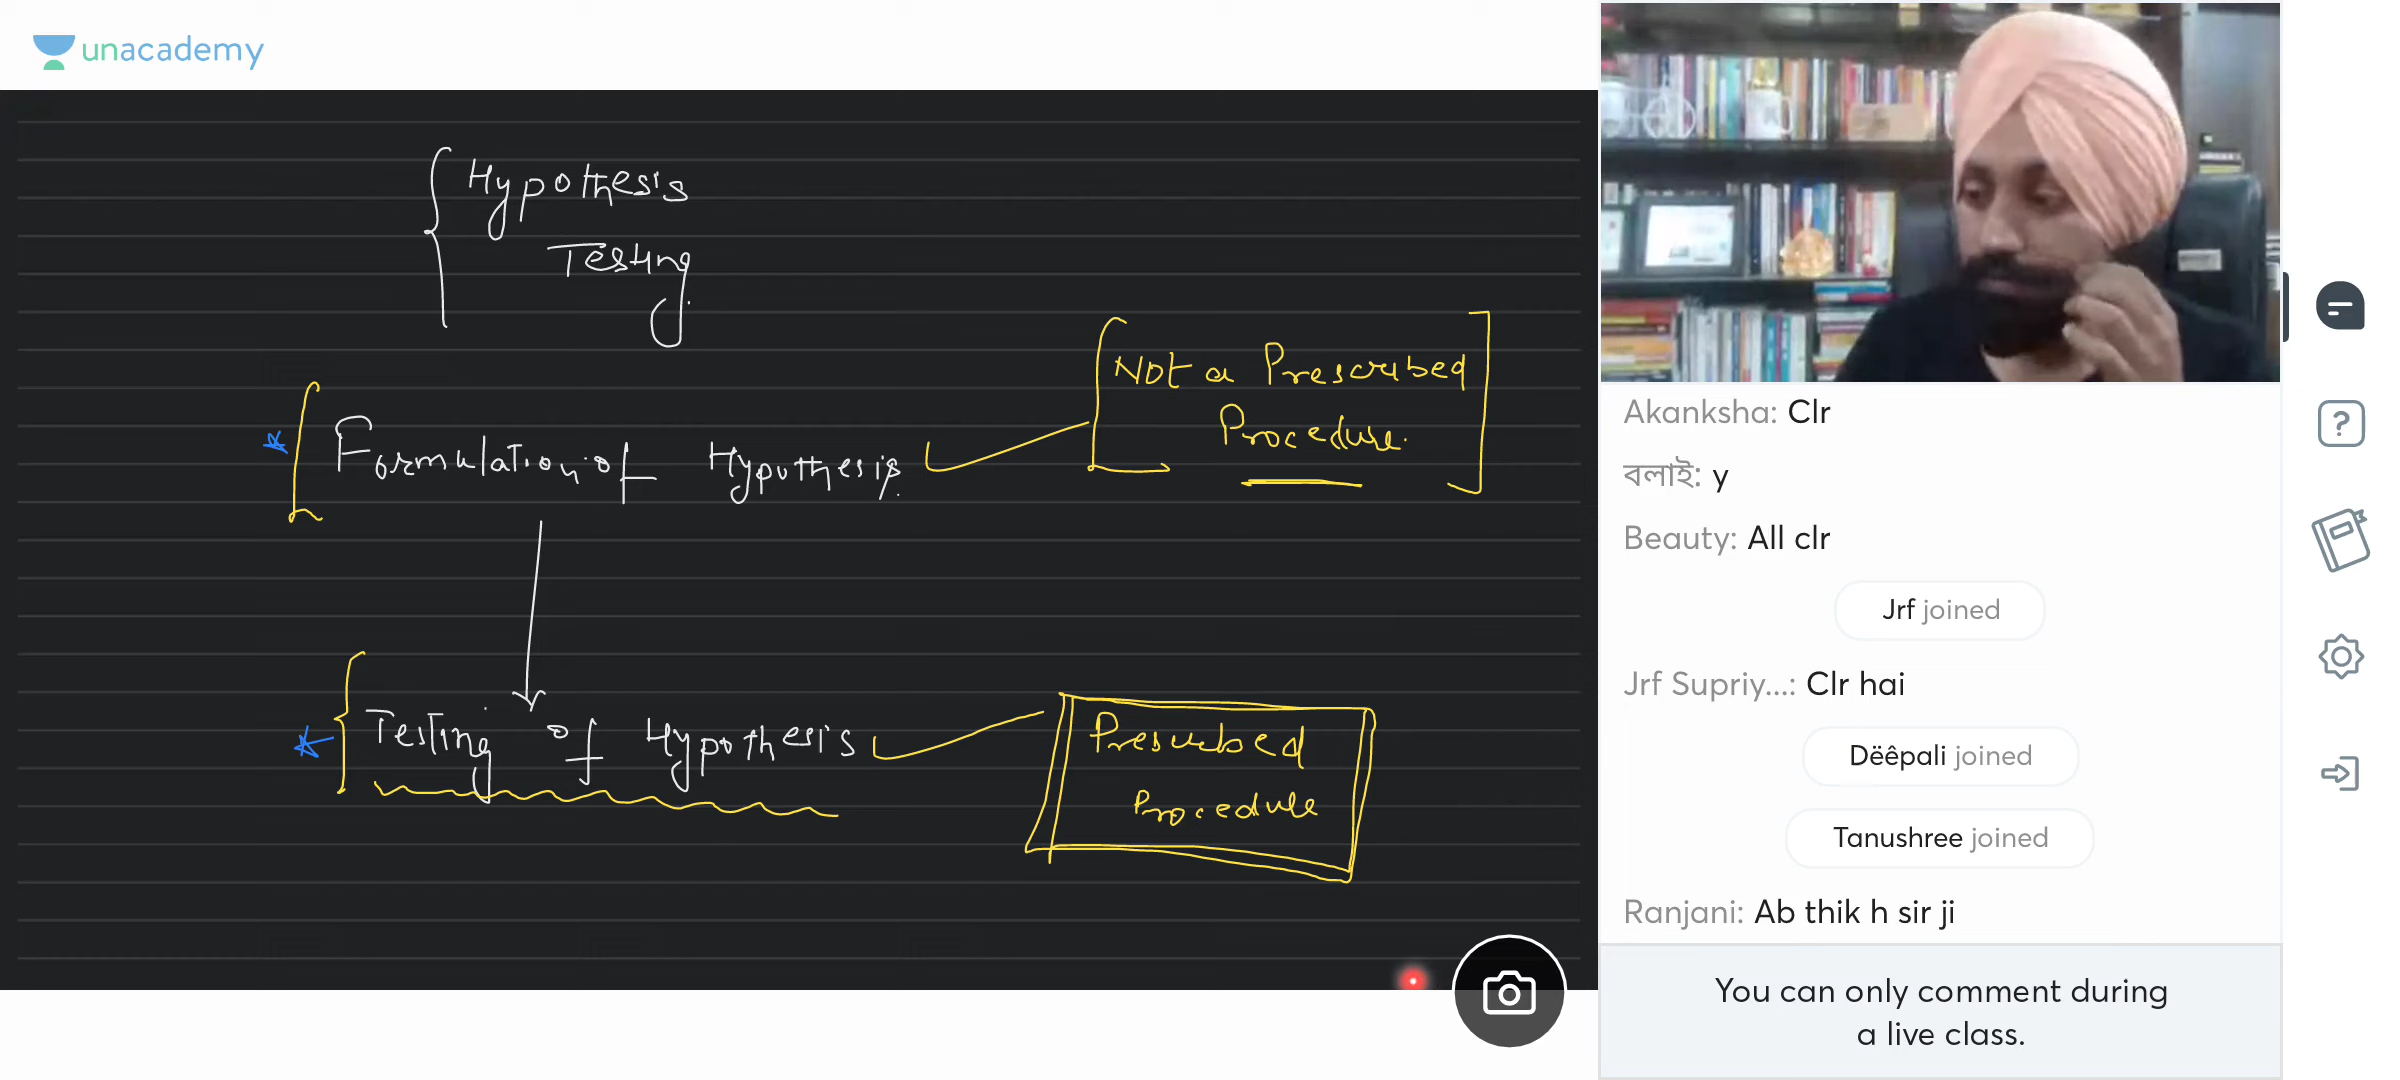 unacademy
Hypothesis
Testing
Not a Prescribed
Procedure.
Formulation of Hypothesis.
Testing of Hypothesis
Prescribed
Procedure
Akanksha: Clr
বলাই: y
Beauty: All clr
Jrf joined
Jrf Supriy...: Clr hai
Dëêpali joined
Tanushree joined
Ranjani: Ab thik h sir ji
You can only comment during
a live class.